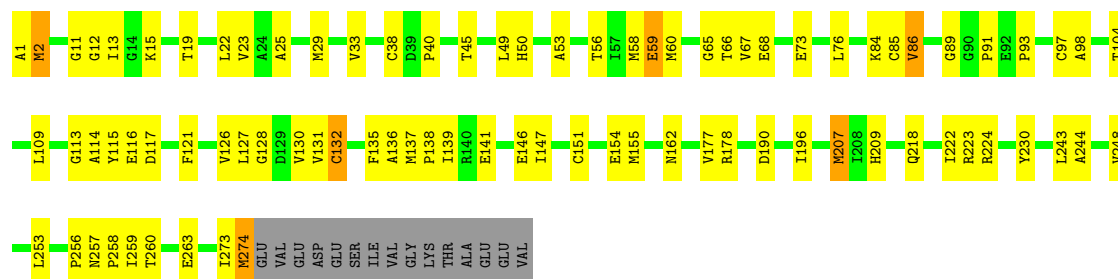 A1 M2 G11 G12 I13 G14 K15 T19 L22 V23 A24 A25 M29 V33 C38 D39 P40 T45 L49 H50 A53 T56 I57 M58 E59 M60 G65 T66 V67 E68 E73 L76 K84 C85 V86 G89 G90 P91 E92 P93 C97 A98 T104
L109 G113 A114 Y115 E116 D117 F121 V126 L127 G128 D129 V130 V131 C132 F135 A136 M137 P138 I139 R140 E141 E146 I147 C151 E154 M155 N162 V177 R178 D190 I196 M207 I208 H209 Q218 I222 R223 R224 Y230 L243 A244
L253 P256 N257 P258 I259 T260 E263 I273 M274 GLU VAL GLU ASP GLU SER ILE VAL GLY LYS THR ALA GLU GLU VAL